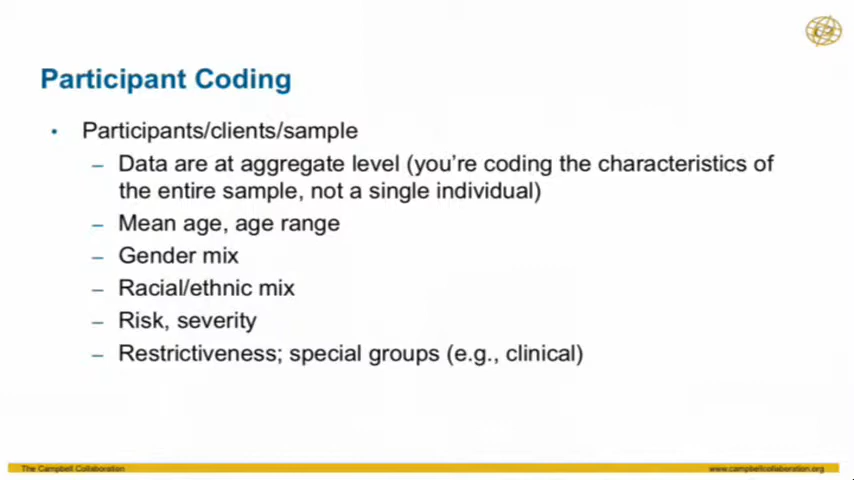 Participant Coding
• Participants/clients/sample
– Data are at aggregate level (you're coding the characteristics of
the entire sample, not a single individual)
– Mean age, age range
– Gender mix
– Racial/ethnic mix
– Risk, severity
– Restrictiveness; special groups (e.g., clinical)
The Campbell Collaboration www.campbellcollaboration.org